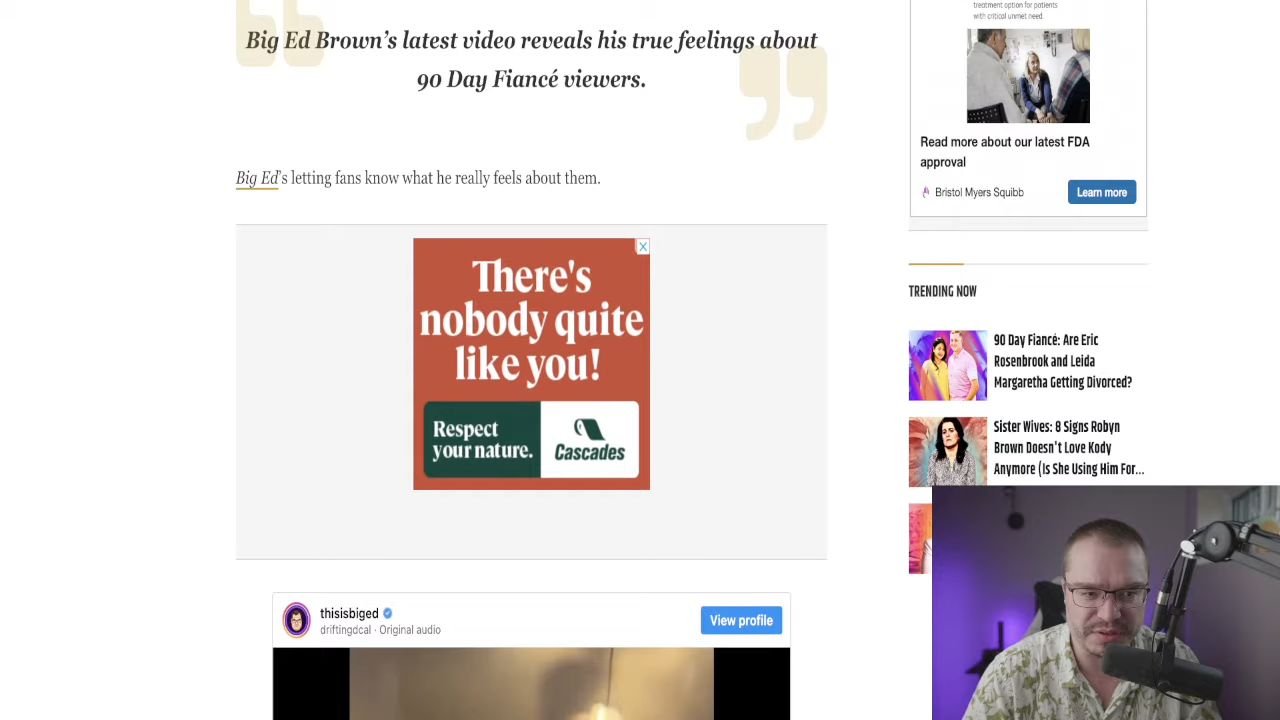 Big Ed Brown's latest video reveals his true feelings about
90 Day Fiancé viewers.
Big Ed's letting fans know what he really feels about them.
There's
nobody quite
like you!
Respect
your nature.
Cascades
thisisbiged
driftingdcal · Original audio
View profile
treatment option for patients
with critical unmet need.
Read more about our latest FDA
approval
Bristol Myers Squibb
Learn more
TRENDING NOW
90 Day Fiancé: Are Eric
Rosenbrook and Leida
Margaretha Getting Divorced?
Sister Wives: 8 Signs Robyn
Brown Doesn't Love Kody
Anymore (Is She Using Him For...